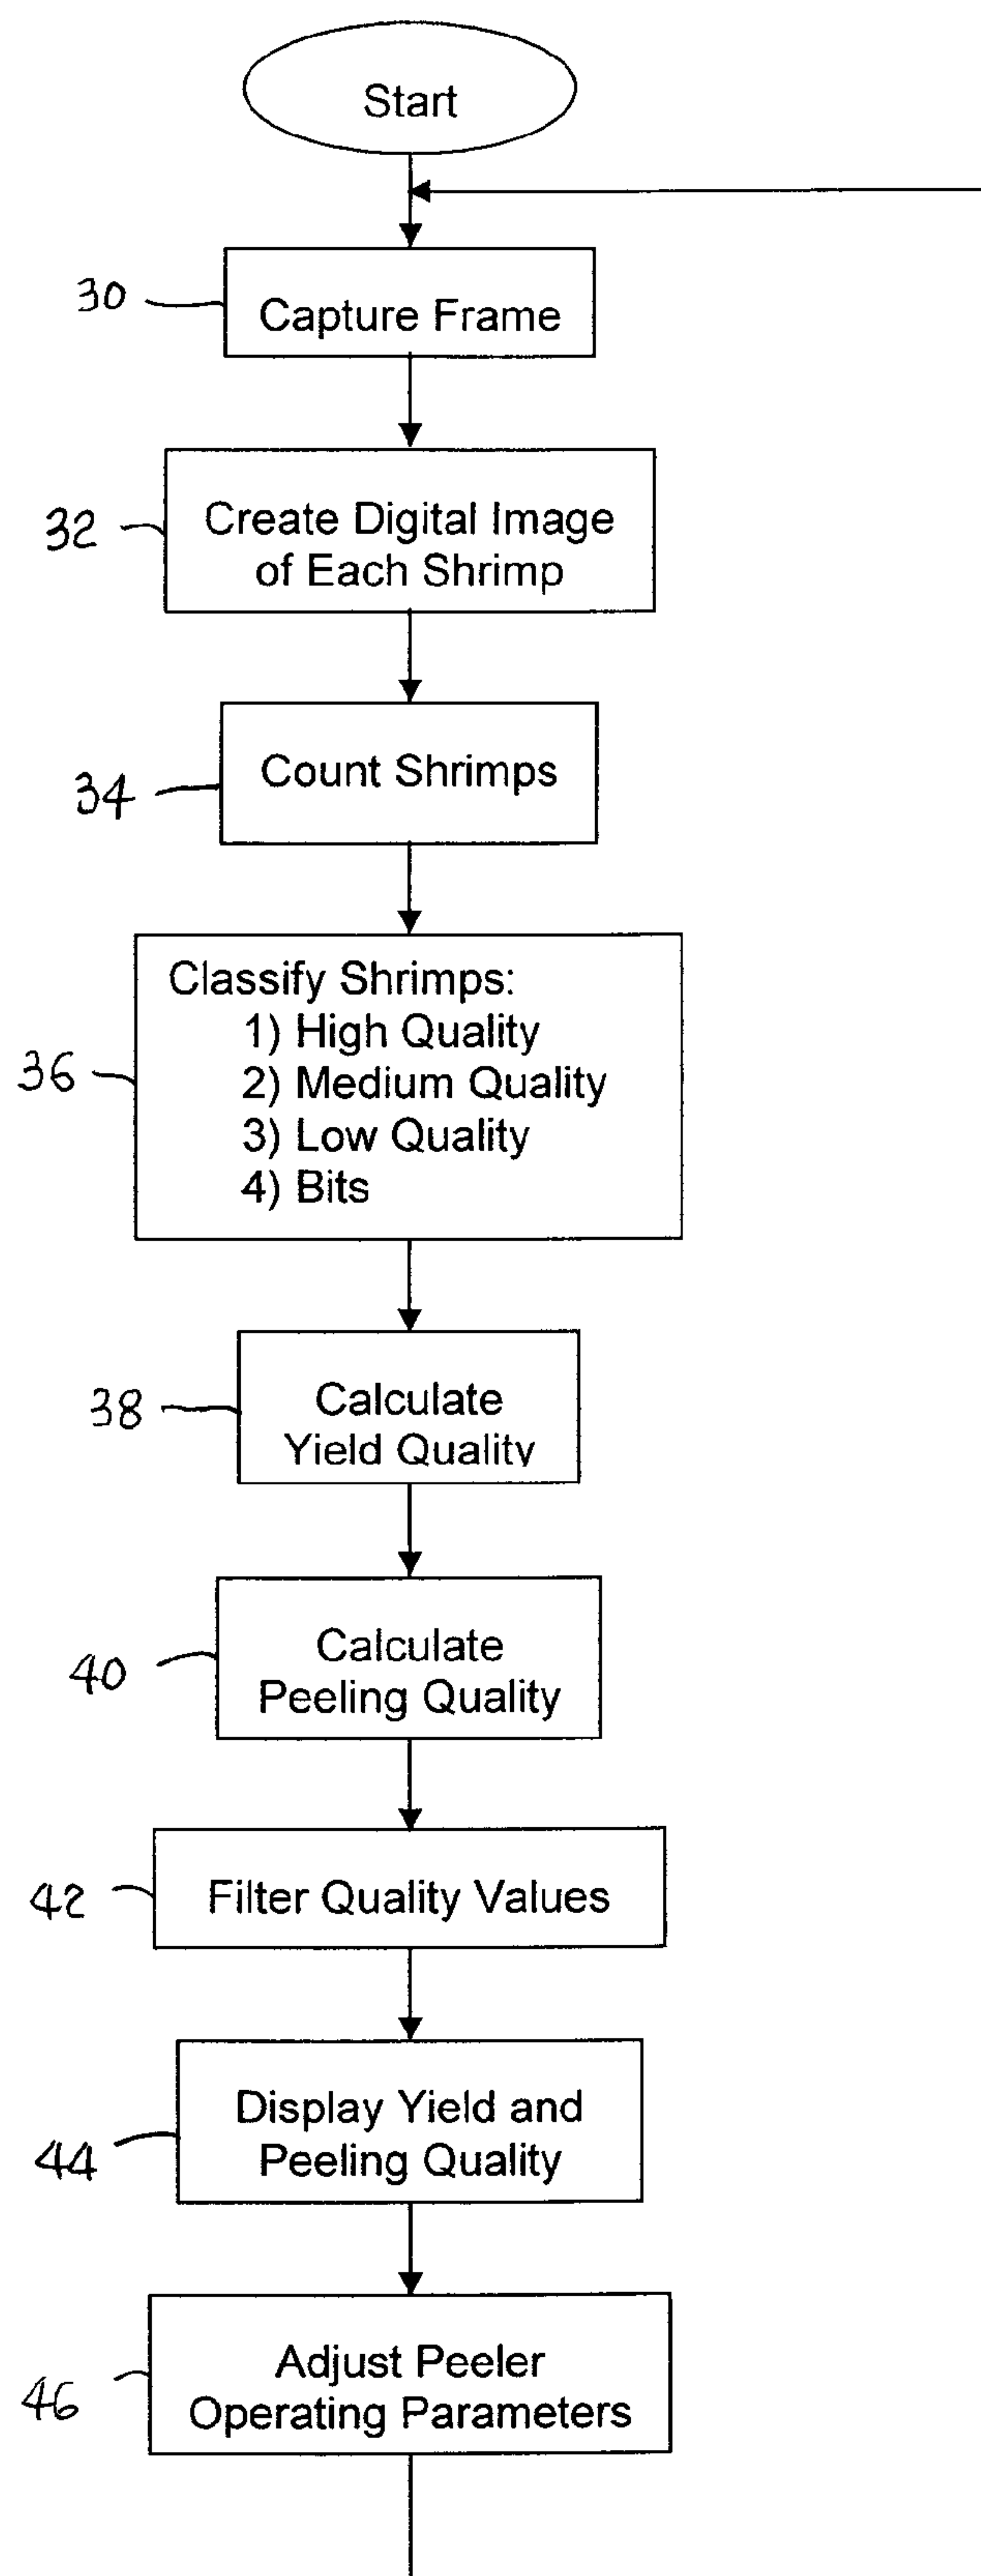 Start
30
Capture Frame
32
Create Digital Image
of Each Shrimp
34
Count Shrimps
36
Classify Shrimps:
1) High Quality
2) Medium Quality
3) Low Quality
4) Bits
38
Calculate
Yield Quality
40
Calculate
Peeling Quality
42
Filter Quality Values
44
Display Yield and
Peeling Quality
46
Adjust Peeler
Operating Parameters